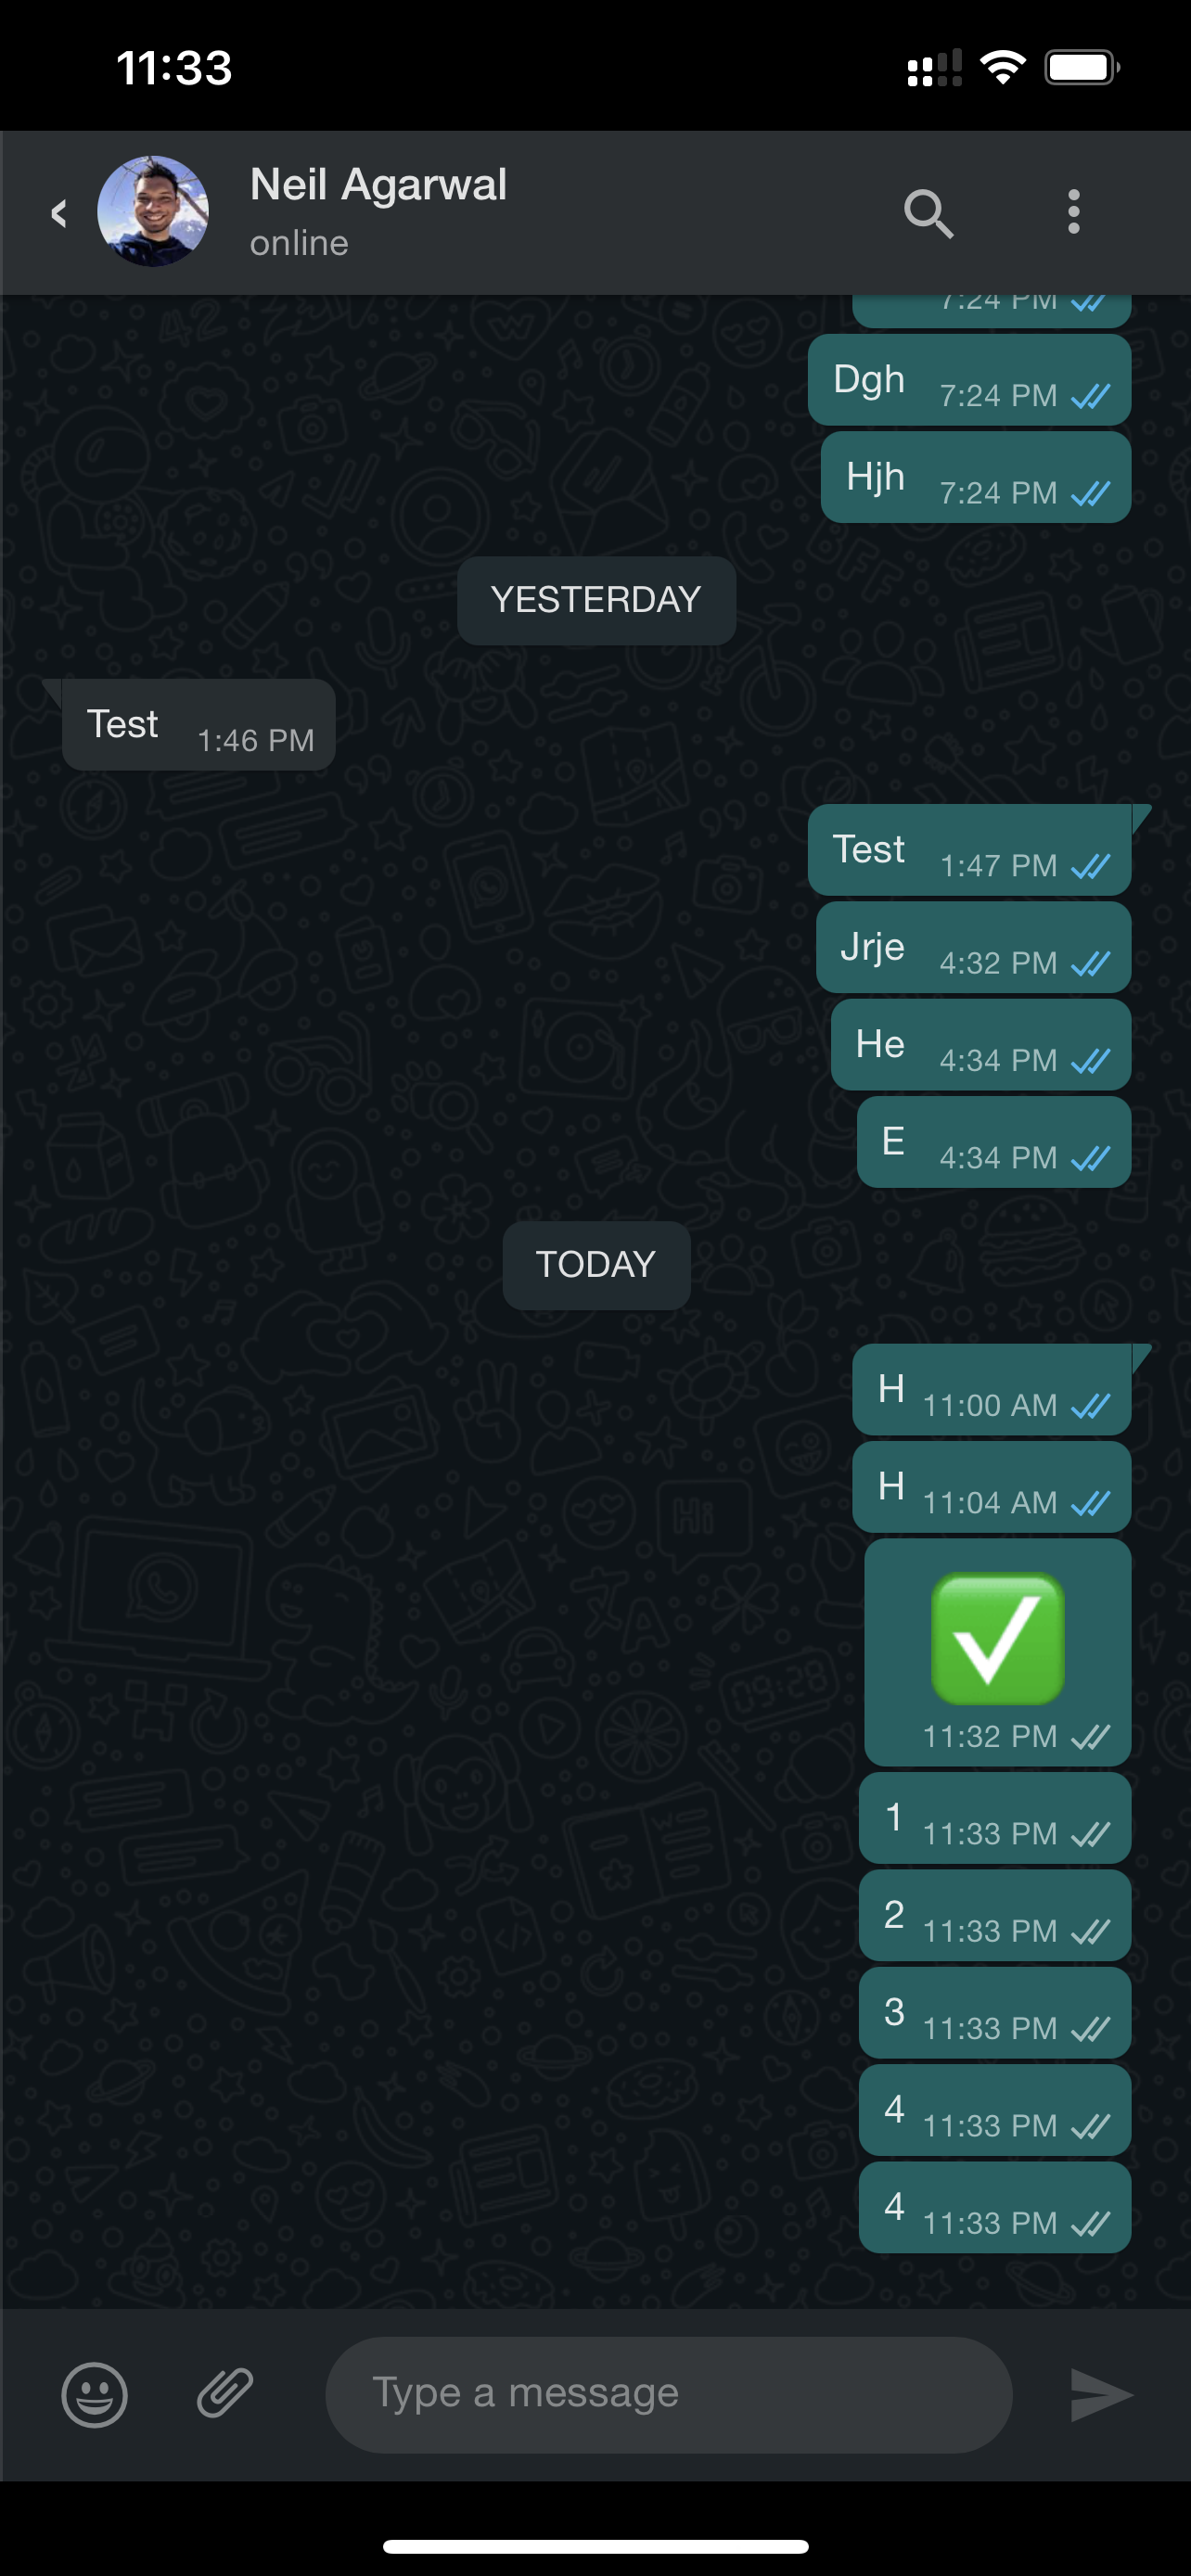 11:33
Neil Agarwal
online
7:24 PM
Dgh 7:24 PM
Hjh 7:24 PM
YESTERDAY
Test 1:46 PM
Test 1:47 PM
Jrje 4:32 PM
He 4:34 PM
E 4:34 PM
TODAY
H 11:00 AM
H 11:04 AM
✅
11:32 PM
1 11:33 PM
2 11:33 PM
3 11:33 PM
4 11:33 PM
4 11:33 PM
Type a message